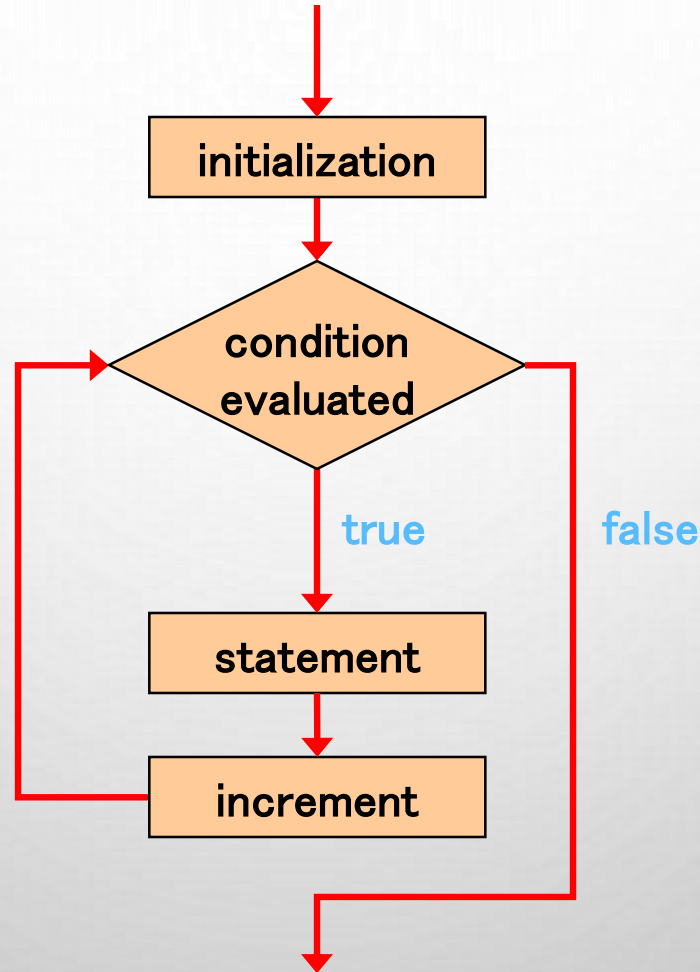 initialization
condition
evaluated
true
false
statement
increment